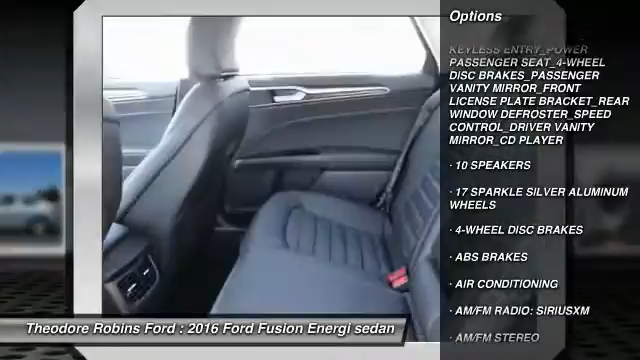 Options
KEYLESS ENTRY_POWER
PASSENGER SEAT_4-WHEEL
DISC BRAKES_PASSENGER
VANITY MIRROR_FRONT
LICENSE PLATE BRACKET_REAR
WINDOW DEFROSTER_SPEED
CONTROL_DRIVER VANITY
MIRROR_CD PLAYER
· 10 SPEAKERS
· 17 SPARKLE SILVER ALUMINUM
WHEELS
· 4-WHEEL DISC BRAKES
· ABS BRAKES
· AIR CONDITIONING
· AM/FM RADIO: SIRIUSXM
· AM/FM STEREO
Theodore Robins Ford : 2016 Ford Fusion Energi sedan